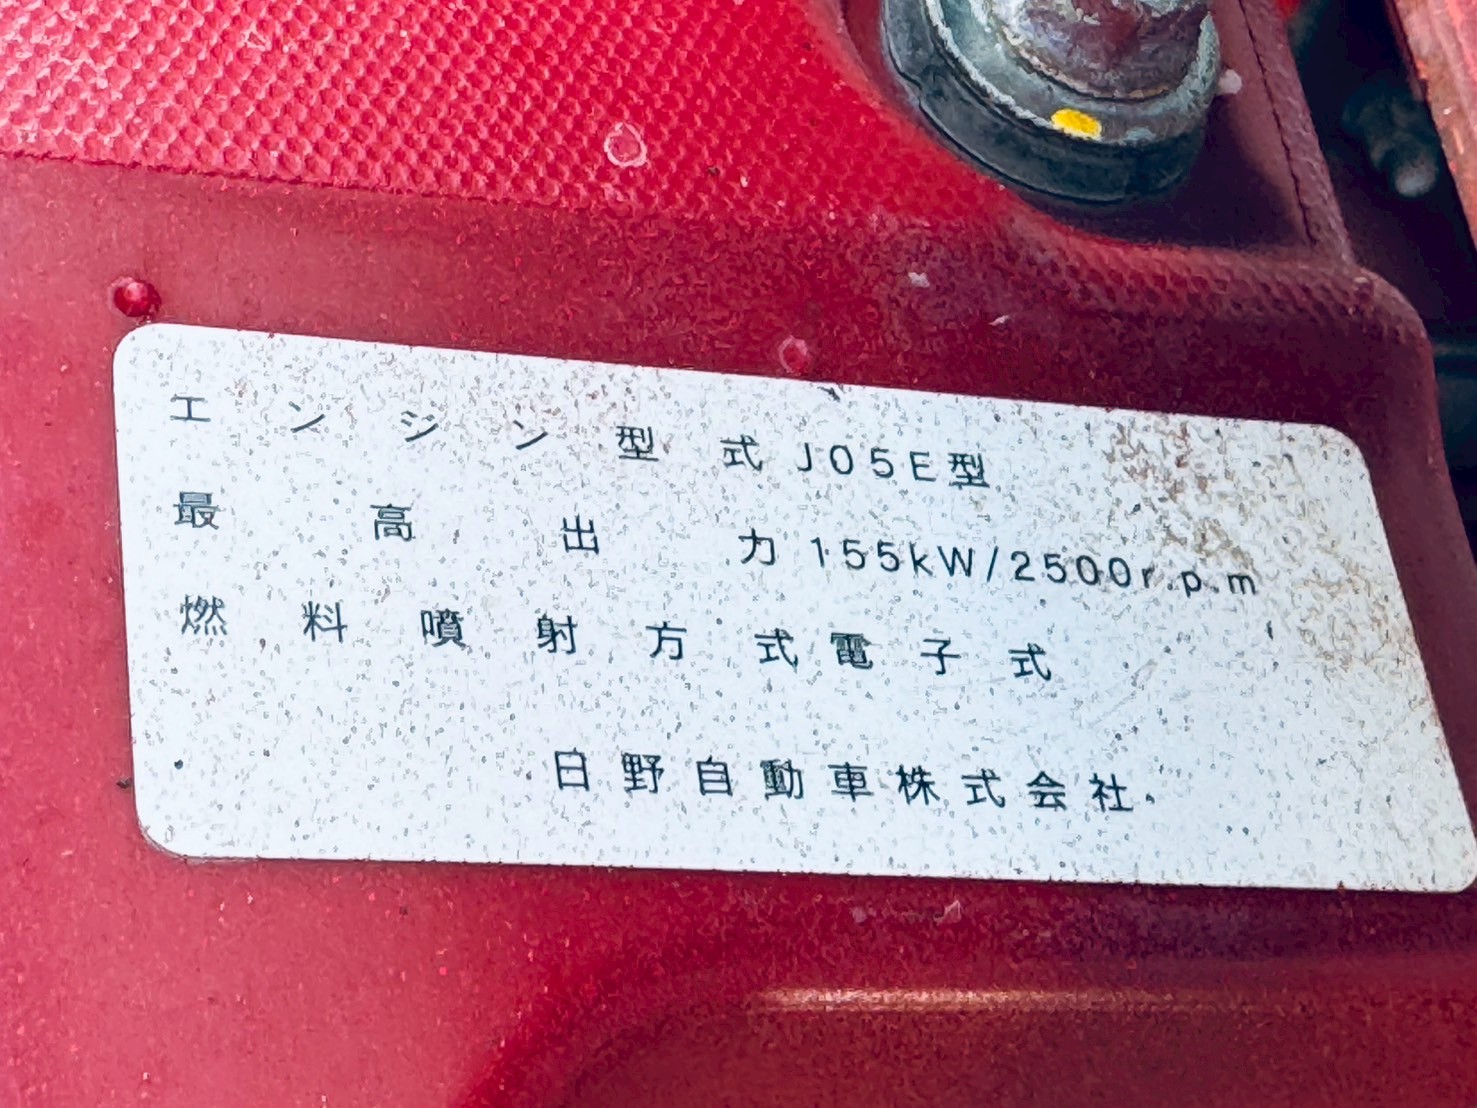 エンジン型式 J05E型
最高出力 155kW/2500r.p.m
燃料噴射方式 電子式
日野自動車株式会社.